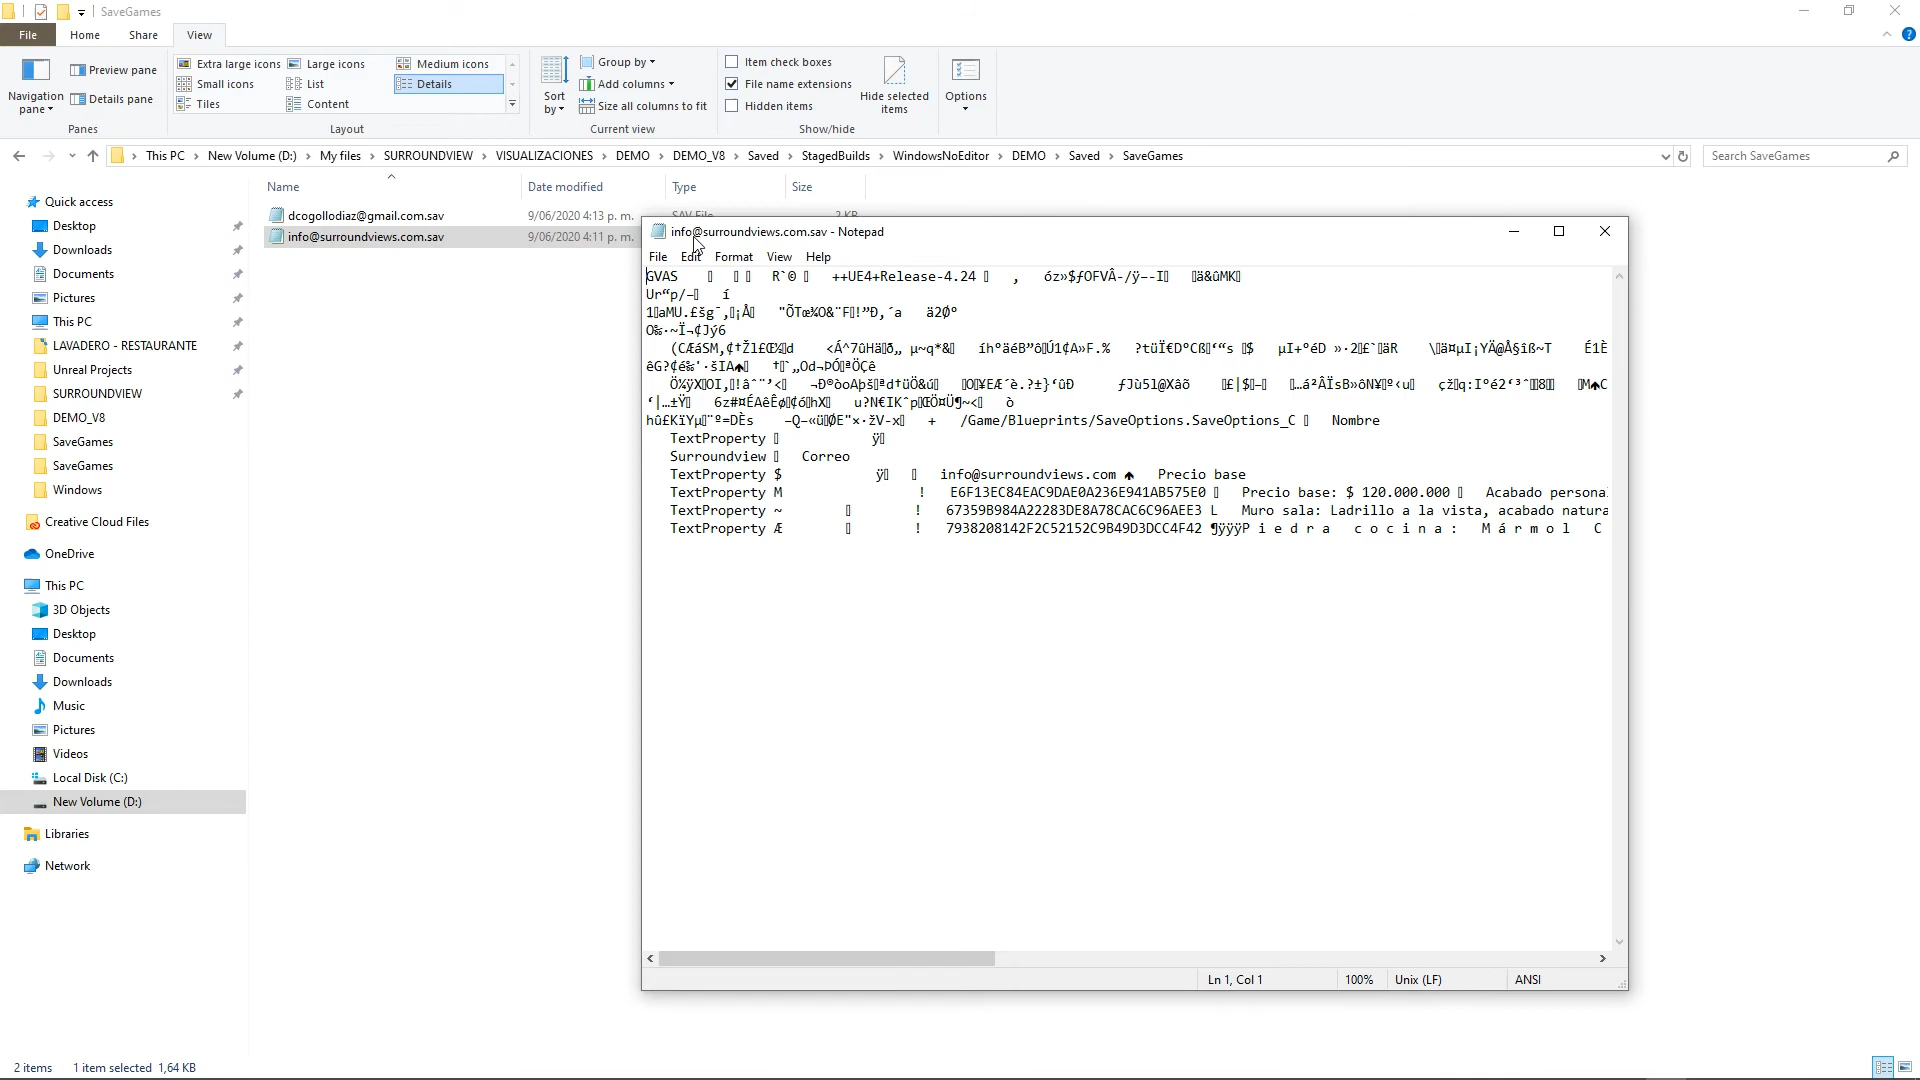 SaveGames
File
Home
Share
View
Navigation pane
Preview pane
Details pane
Panes
Extra large icons
Large icons
Medium icons
Small icons
List
Details
Tiles
Content
Layout
Sort by
Group by
Add columns
Size all columns to fit
Current view
Item check boxes
File name extensions
Hidden items
Hide selected items
Show/hide
Options
This PC
New Volume (D:)
My files
SURROUNDVIEW
VISUALIZACIONES
DEMO
DEMO_V8
Saved
StagedBuilds
WindowsNoEditor
DEMO
Saved
SaveGames
Search SaveGames
Name
Date modified
Type
Size
dcogollodiaz@gmail.com.sav
9/06/2020 4:13 p. m.
SAV File
2 KB
info@surroundviews.com.sav
9/06/2020 4:11 p. m.
Quick access
Desktop
Downloads
Documents
Pictures
This PC
LAVADERO - RESTAURANTE
Unreal Projects
SURROUNDVIEW
DEMO_V8
SaveGames
SaveGames
Windows
Creative Cloud Files
OneDrive
This PC
3D Objects
Desktop
Documents
Downloads
Music
Pictures
Videos
Local Disk (C:)
New Volume (D:)
Libraries
Network
info@surroundviews.com.sav - Notepad
File Edit Format View Help
GVAS ++UE4+Release-4.24
/Game/Blueprints/SaveOptions.SaveOptions_C Nombre
TextProperty
Surroundview Correo
TextProperty $ info@surroundviews.com Precio base
TextProperty M ! E6F13EC84EAC9DAE0A236E941AB575E0 Precio base: $ 120.000.000 Acabado persona
TextProperty ~ ! 67359B984A22283DE8A78CAC6C96AEE3 L Muro sala: Ladrillo a la vista, acabado natura
TextProperty Æ ! 7938208142F2C52152C9B49D3DCC4F42 ¶ÿÿÿP i e d r a c o c i n a : M á r m o l C
Ln 1, Col 1
100%
Unix (LF)
ANSI
2 items
1 item selected 1,64 KB